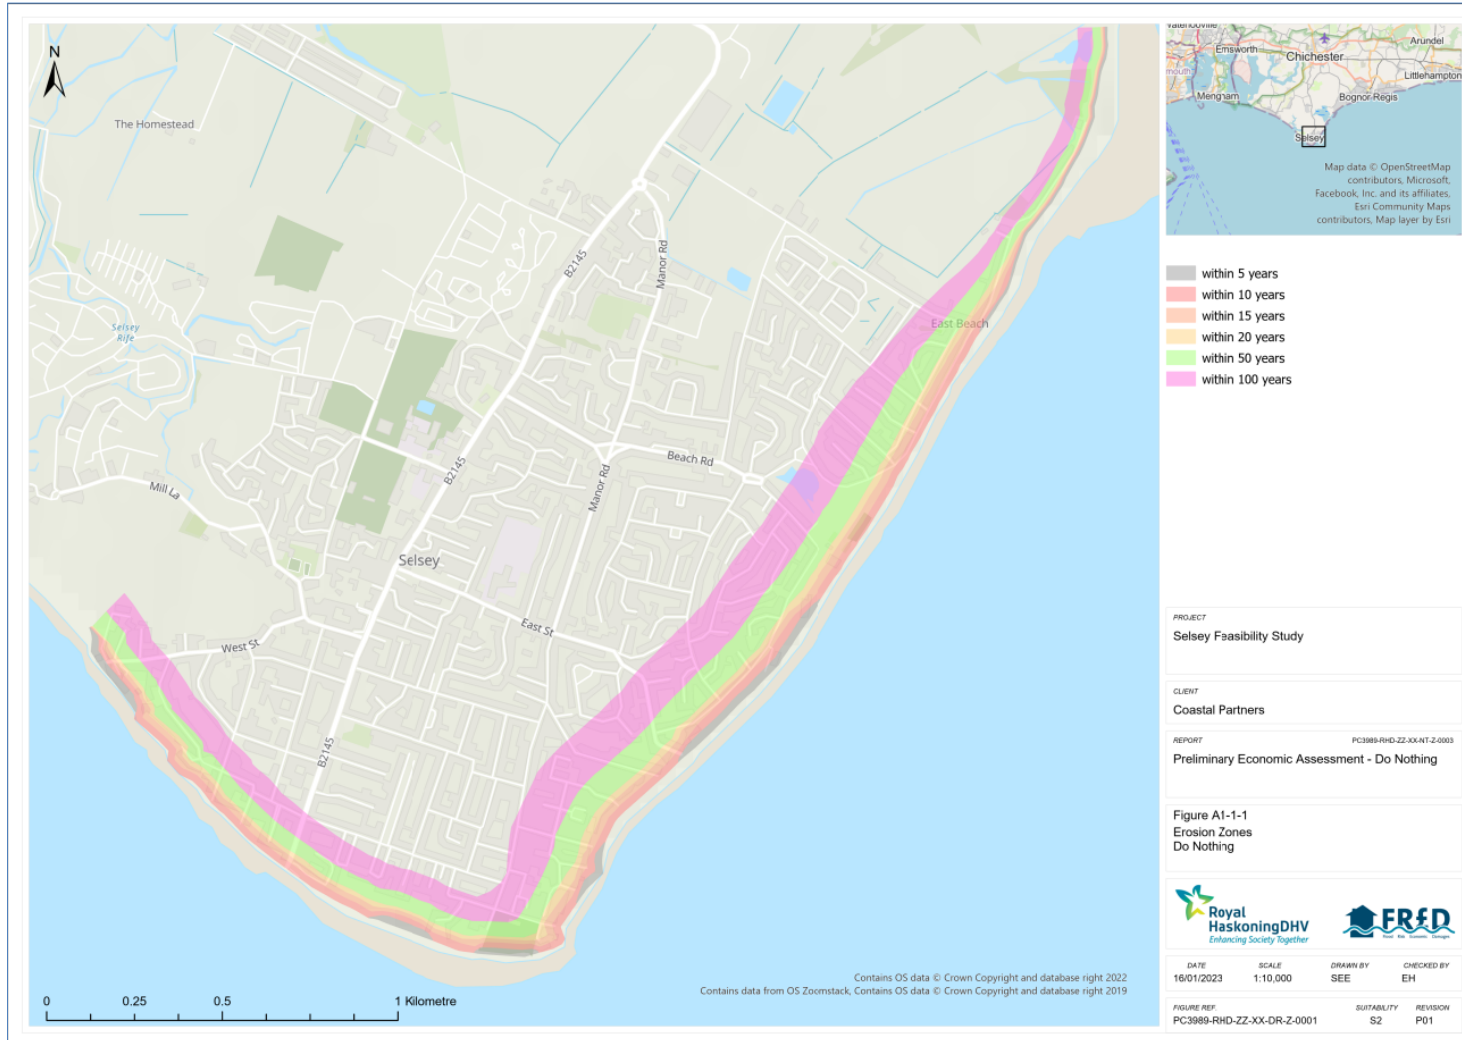 N
The Homestead
Selsey
Rife
Mill La
B2145
Manor Rd
East Beach
Beach Rd
B2145
Manor Rd
Selsey
East St
West St
B2145
0 0.25 0.5 1 Kilometre
Contains OS data © Crown Copyright and database right 2022
Contains data from OS Zoomstack, Contains OS data © Crown Copyright and database right 2019
Emsworth
Chichester
Arundel
Littlehampton
Mengham
Bognor Regis
Selsey
Map data © OpenStreetMap
contributors, Microsoft,
Facebook, Inc. and its affiliates,
Esri Community Maps
contributors, Map layer by Esri
within 5 years
within 10 years
within 15 years
within 20 years
within 50 years
within 100 years
PROJECT
Selsey Feasibility Study
CLIENT
Coastal Partners
REPORT PC3989-RHD-ZZ-XX-NT-Z-0003
Preliminary Economic Assessment - Do Nothing
Figure A1-1-1
Erosion Zones
Do Nothing
Royal
HaskoningDHV
Enhancing Society Together
FR£D
Flood Risk Economic Damages
DATE SCALE DRAWN BY CHECKED BY
16/01/2023 1:10,000 SEE EH
FIGURE REF. SUITABILITY REVISION
PC3989-RHD-ZZ-XX-DR-Z-0001 S2 P01